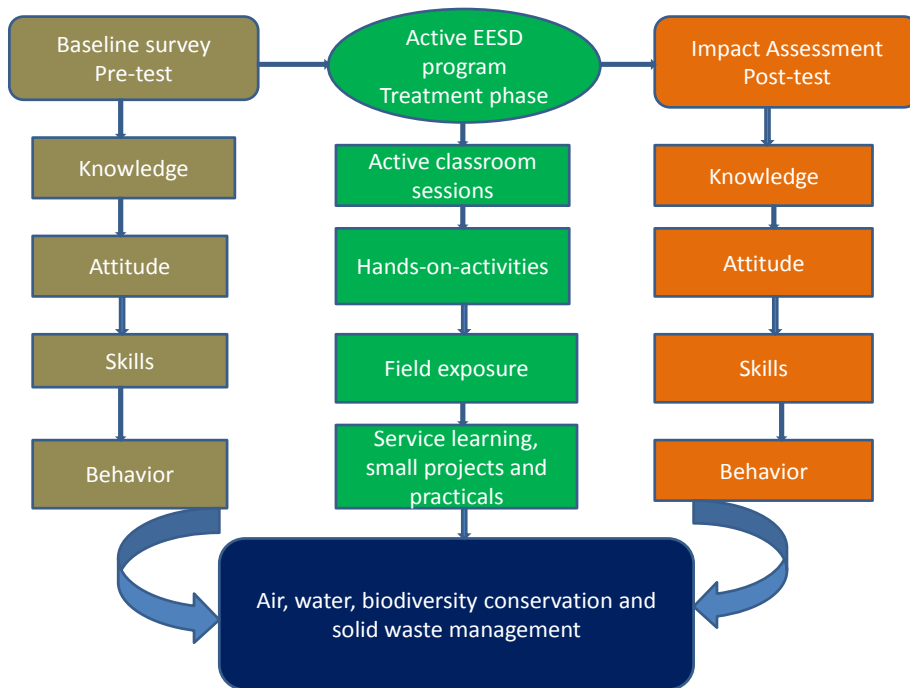 Baseline survey
Pre-test
Active EESD
program
Treatment phase
Impact Assessment
Post-test
Knowledge
Active classroom
sessions
Knowledge
Attitude
Hands-on-activities
Attitude
Skills
Field exposure
Skills
Behavior
Service learning,
small projects and
practicals
Behavior
Air, water, biodiversity conservation and
solid waste management